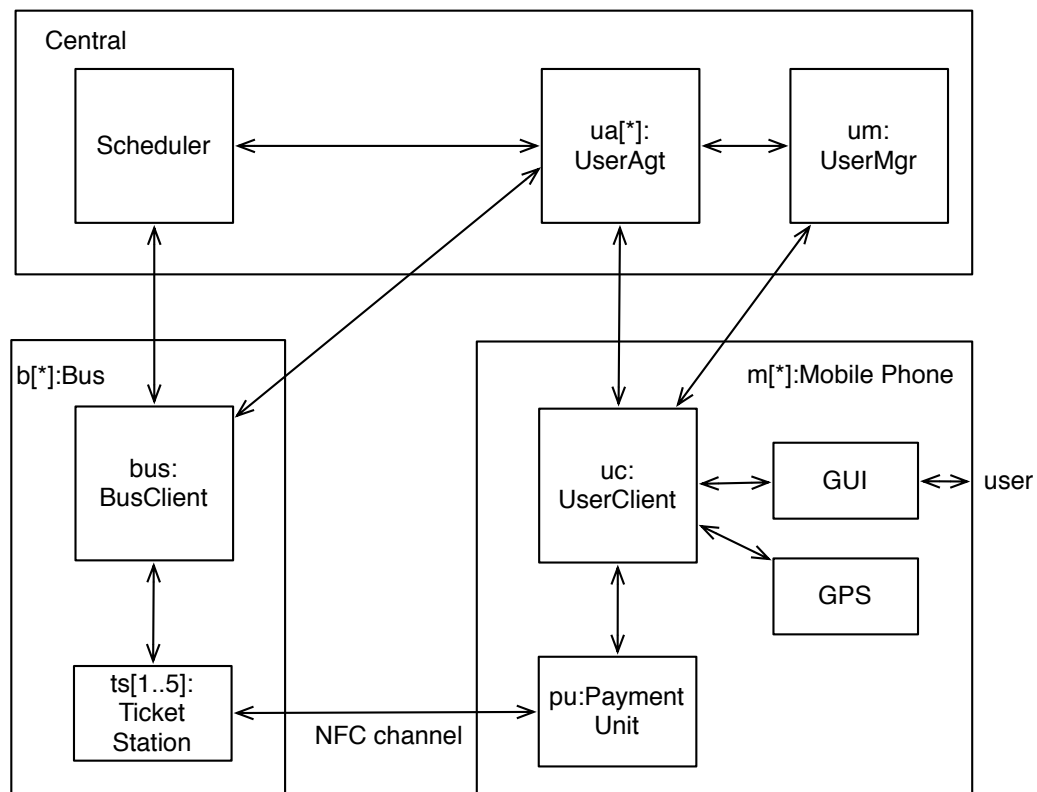 Central
Scheduler
ua[*]:
UserAgt
um:
UserMgr
b[*]:Bus
m[*]:Mobile Phone
bus:
BusClient
uc:
UserClient
GUI
user
GPS
ts[1..5]:
Ticket
Station
pu:Payment
Unit
NFC channel